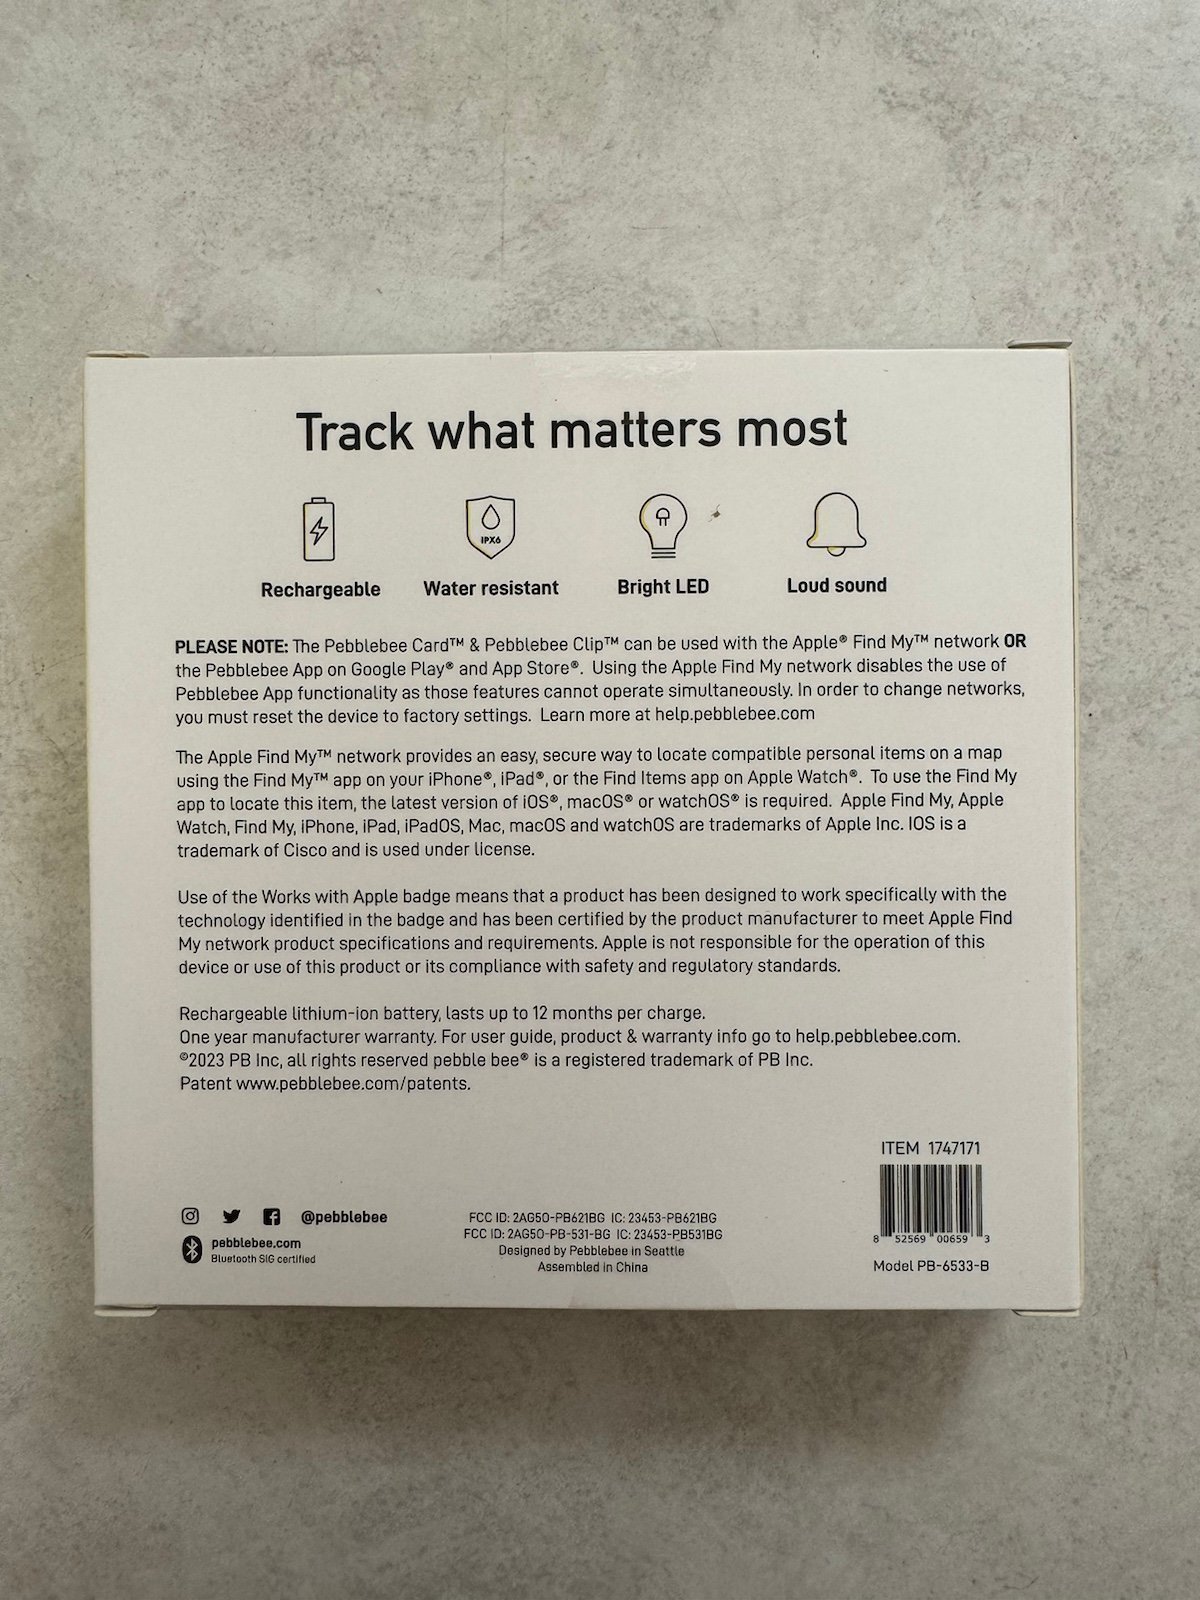 Track what matters most
IPX6
Rechargeable
Water resistant
Bright LED
Loud sound
PLEASE NOTE: The Pebblebee Card™ & Pebblebee Clip™ can be used with the Apple® Find My™ network OR
the Pebblebee App on Google Play® and App Store®. Using the Apple Find My network disables the use of
Pebblebee App functionality as those features cannot operate simultaneously. In order to change networks,
you must reset the device to factory settings. Learn more at help.pebblebee.com
The Apple Find My™ network provides an easy, secure way to locate compatible personal items on a map
using the Find My™ app on your iPhone®, iPad®, or the Find Items app on Apple Watch®. To use the Find My
app to locate this item, the latest version of iOS®, macOS® or watchOS® is required. Apple Find My, Apple
Watch, Find My, iPhone, iPad, iPadOS, Mac, macOS and watchOS are trademarks of Apple Inc. IOS is a
trademark of Cisco and is used under license.
Use of the Works with Apple badge means that a product has been designed to work specifically with the
technology identified in the badge and has been certified by the product manufacturer to meet Apple Find
My network product specifications and requirements. Apple is not responsible for the operation of this
device or use of this product or its compliance with safety and regulatory standards.
Rechargeable lithium-ion battery, lasts up to 12 months per charge.
One year manufacturer warranty. For user guide, product & warranty info go to help.pebblebee.com.
©2023 PB Inc, all rights reserved pebble bee® is a registered trademark of PB Inc.
Patent www.pebblebee.com/patents.
@pebblebee
pebblebee.com
Bluetooth SIG certified
FCC ID: 2AG50-PB621BG IC: 23453-PB621BG
FCC ID: 2AG50-PB-531-BG IC: 23453-PB531BG
Designed by Pebblebee in Seattle
Assembled in China
ITEM 1747171
8 52569 00659 3
Model PB-6533-B